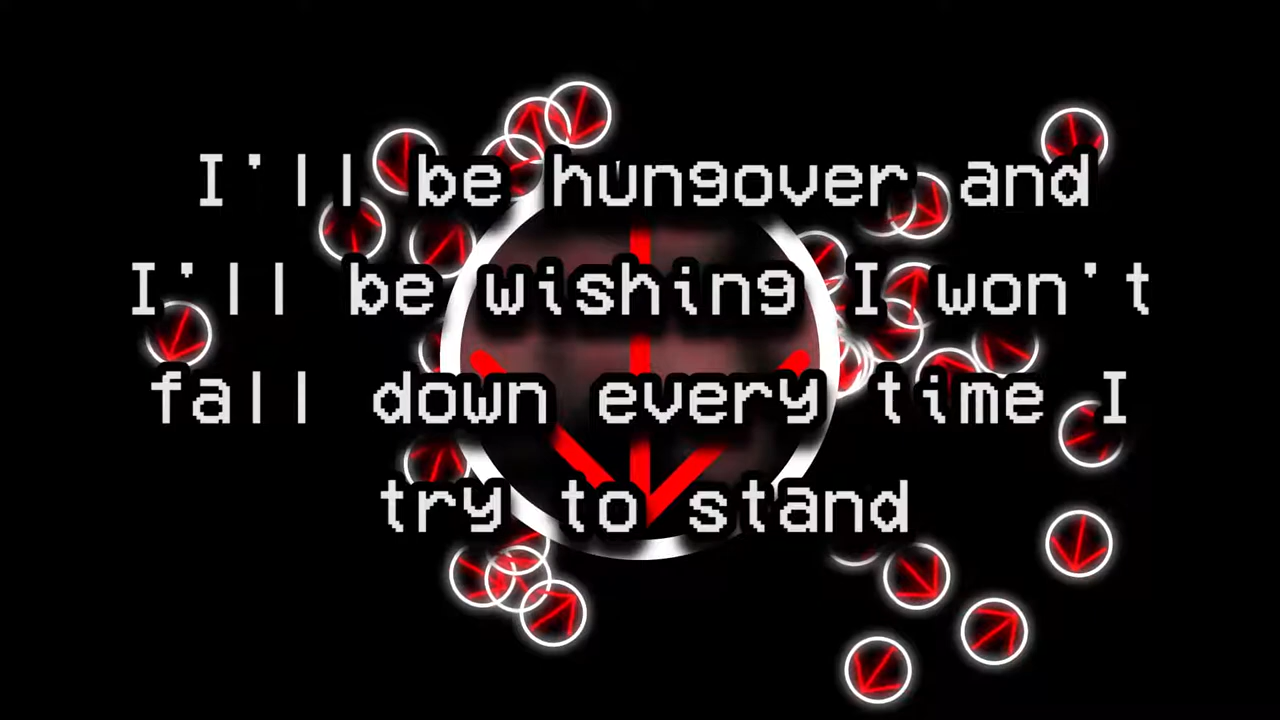 I'll be hungover and
I'll be wishing I won't
fall down every time I
try to stand